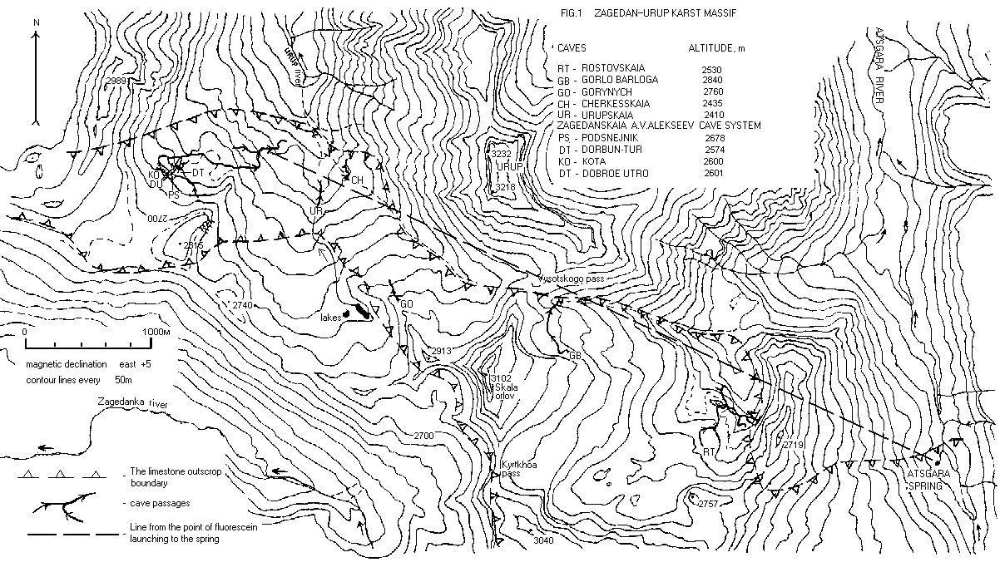 FIG.1 ZAGEDAN-URUP KARST MASSIF
CAVES ALTITUDE, m
RT - ROSTOVSKAIA 2530
GB - GORLO BARLOGA 2840
GO - GORYNYCH 2760
CH - CHERKESSKAIA 2435
UR - URUPSKAIA 2410
ZAGEDANSKAIA A.V.ALEKSEEV CAVE SYSTEM
PS - PODSNEJNIK 2678
DT - DORBUN-TUR 2574
KO - KOTA 2600
DT - DOBROE UTRO 2601
N
URUP river
ATSGARA RIVER
2989
3232
URUP
3218
KO
DU
DT
PS
CH
UR
2700
2815
Vysotskogo pass
2740
lakes
GO
2913
GB
3102
Skala
orlov
0 1000м
magnetic declination east +5
contour lines every 50m
Zagedanka river
2700
RT
2719
Kyrkhoa
pass
ATSGARA
SPRING
2757
3040
- The limestone outscrop
boundary
- cave passages
- Line from the point of fluorescein
launching to the spring